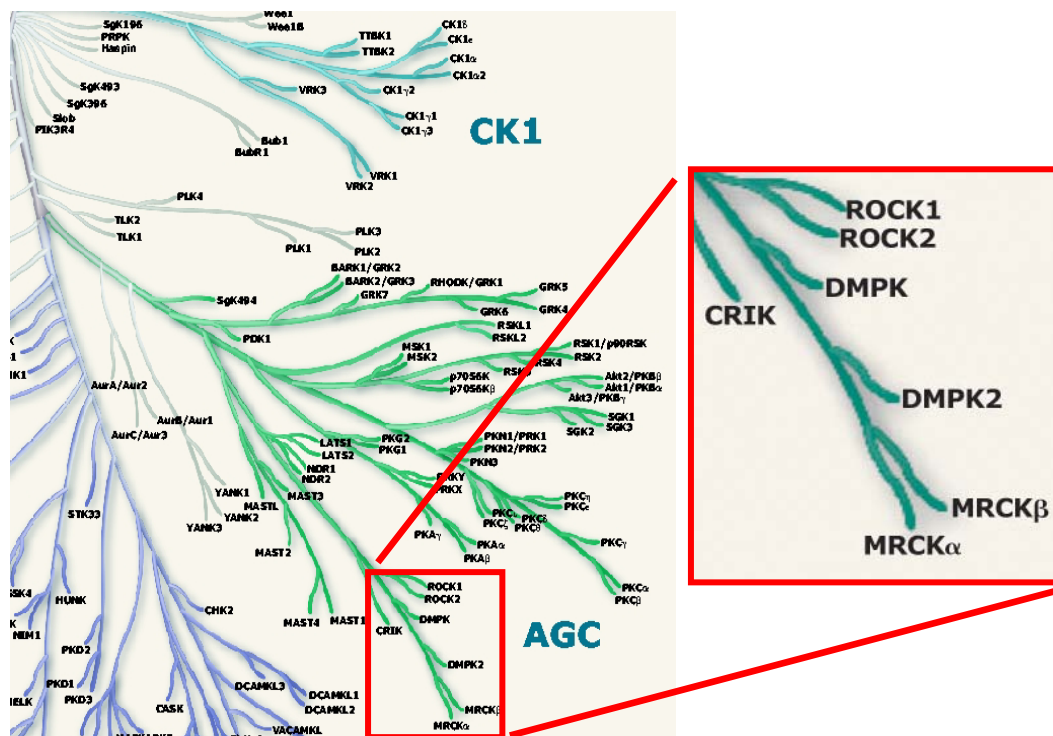 Wee1
Wee1B
SgK196
PRPK
Haspin
SgK493
SgK396
Slob
PIK3R4
TTBK1
TTBK2
CK1δ
CK1ε
CK1α
CK1α2
VRK3
CK1γ2
CK1γ1
CK1γ3
CK1
Bub1
BubR1
VRK1
VRK2
PLK4
TLK2
TLK1
PLK3
PLK1
PLK2
BARK1/GRK2
BARK2/GRK3
GRK7
RHODK/GRK1
GRK5
GRK6
GRK4
SgK494
PDK1
RSKL1
RSKL2
MSK1
MSK2
RSK1/p90RSK
RSK4
RSK2
p70S6K
p70S6Kβ
Akt2/PKBβ
Akt1/PKBα
Akt3/PKBγ
AurA/Aur2
AurB/Aur1
AurC/Aur3
SGK1
SGK2
SGK3
LATS1
LATS2
NDR1
NDR2
PKG2
PKG1
PKN1/PRK1
PKN2/PRK2
PKN3
PRKY
PRKX
YANK1
YANK2
YANK3
MASTL
MAST3
MAST2
STK33
PKCη
PKCε
PKCζ
PKCδ
PKCθ
PKAγ
PKAα
PKAβ
PKCγ
PKCα
PKCβ
MAST4
MAST1
HUNK
NIM1
CHK2
PKD2
PKD1
PKD3
DCAMKL3
DCAMKL1
DCAMKL2
CASK
VACAMKL
ROCK1
ROCK2
DMPK
CRIK
AGC
DMPK2
MRCKβ
MRCKα
ROCK1
ROCK2
DMPK
CRIK
DMPK2
MRCKβ
MRCKα